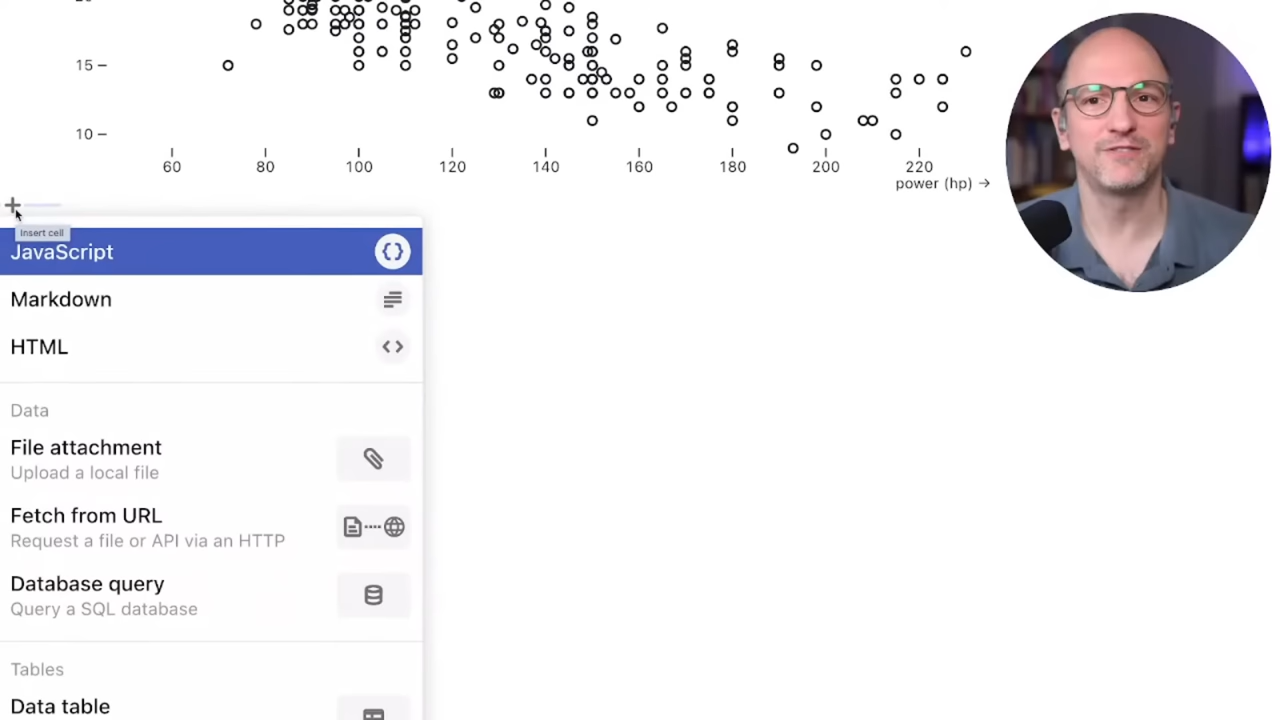 15
10
60 80 100 120 140 160 180 200 220
power (hp) →
Insert cell
JavaScript
Markdown
HTML
Data
File attachment
Upload a local file
Fetch from URL
Request a file or API via an HTTP
Database query
Query a SQL database
Tables
Data table